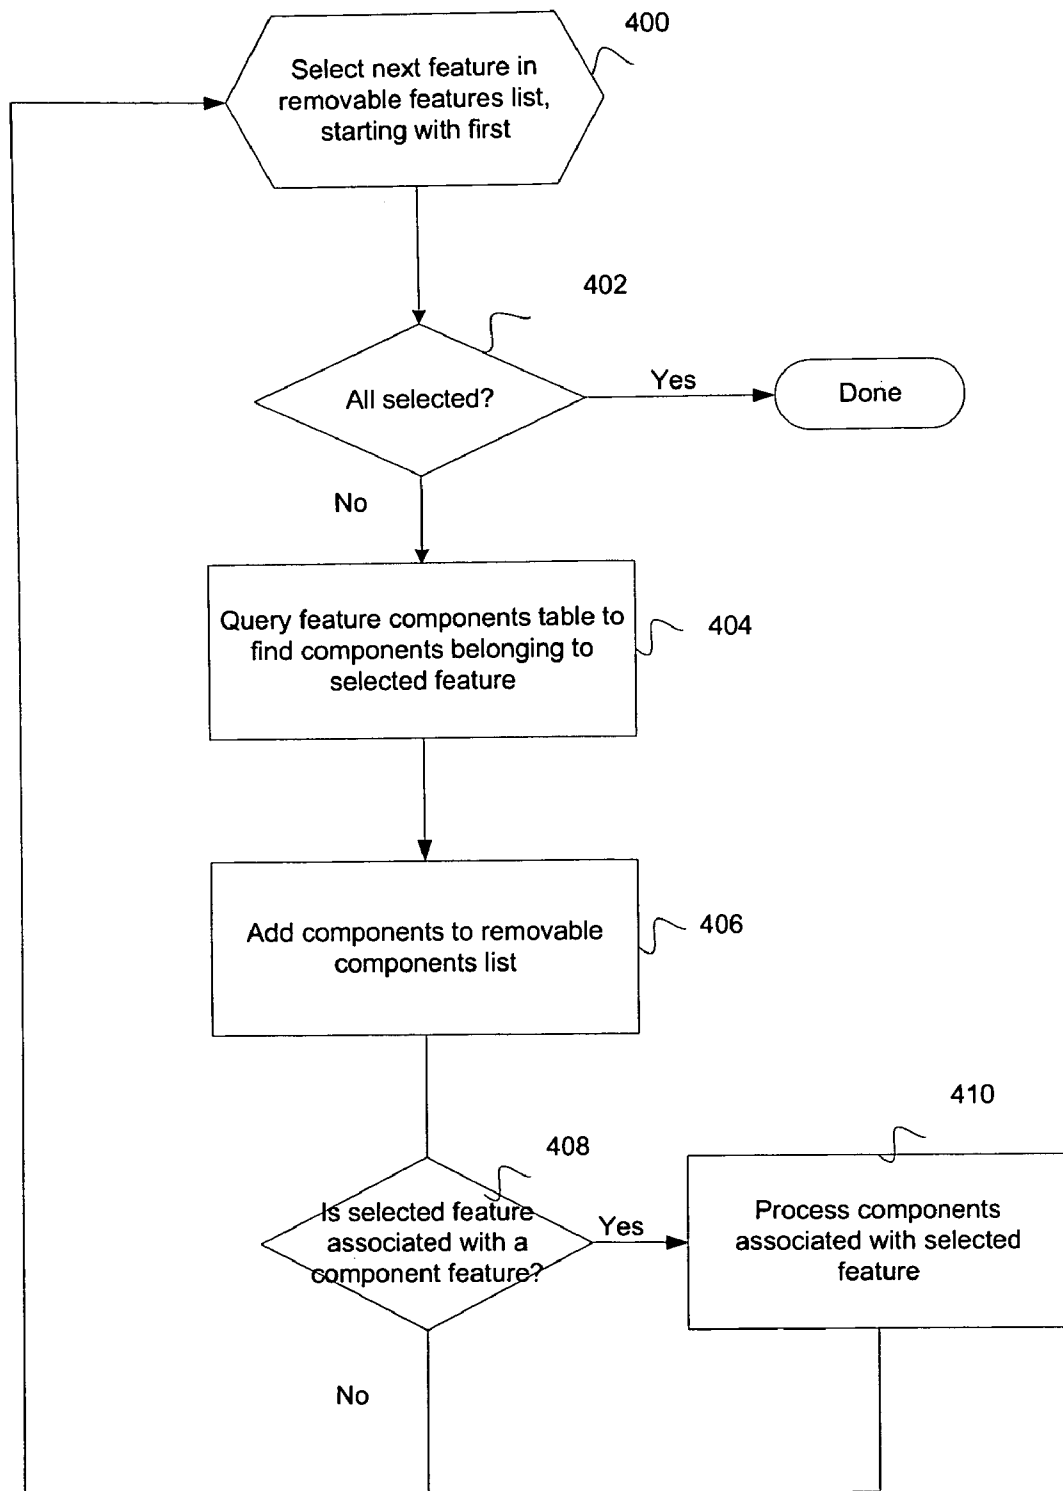 400
Select next feature in
removable features list,
starting with first
402
All selected?
Yes
Done
No
Query feature components table to
find components belonging to
selected feature
404
Add components to removable
components list
406
408
Is selected feature
associated with a
component feature?
Yes
410
Process components
associated with selected
feature
No